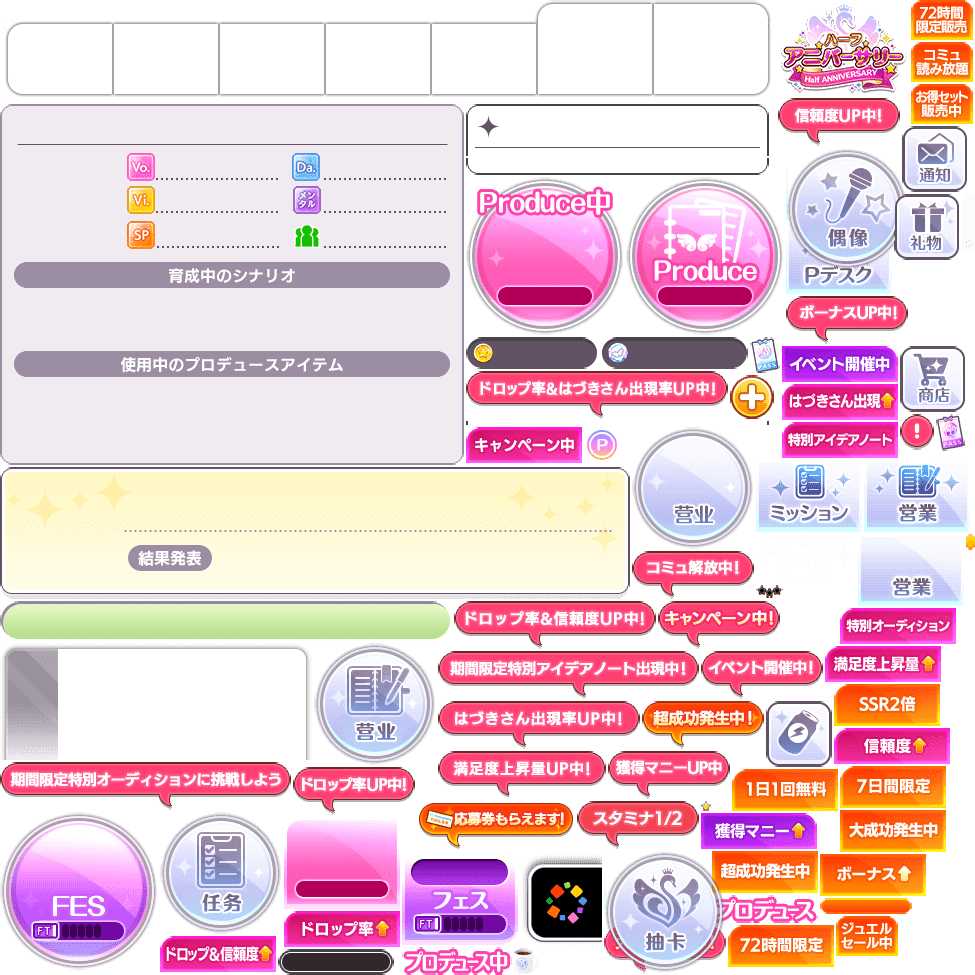 ハーフ
アニバーサリー
Half ANNIVERSARY
72時間
限定販売
コミュ
読み放題
お得セット
販売中
信頼度UP中!
通知
偶像
礼物
Pデスク
Vo.
Da.
Vi.
メン
タル
SP
育成中のシナリオ
使用中のプロデュースアイテム
Produce中
Produce
ボーナスUP中!
イベント開催中
はづきさん出現
特別アイデアノート
商店
PASS
PASS
ドロップ率&はづきさん出現率UP中!
キャンペーン中
P
营业
ミッション
営業
結果発表
コミュ解放中!
営業
ドロップ率&信頼度UP中!
キャンペーン中!
特別オーディション
期間限定特別アイデアノート出現中!
イベント開催中!
満足度上昇量
营业
はづきさん出現率UP中!
超成功発生中!
SSR2倍
信頼度
期間限定特別オーディションに挑戦しよう
ドロップ率UP中!
満足度上昇量UP中!
獲得マニーUP中
1日1回無料
7日間限定
応募券もらえます!
スタミナ1/2
獲得マニー
大成功発生中
FES
FT
任务
フェス
FT
超成功発生中
ボーナス
抽卡
プロデュース
ドロップ率
ドロップ&信頼度
プロデュース中
72時間限定
ジュエル
セール中